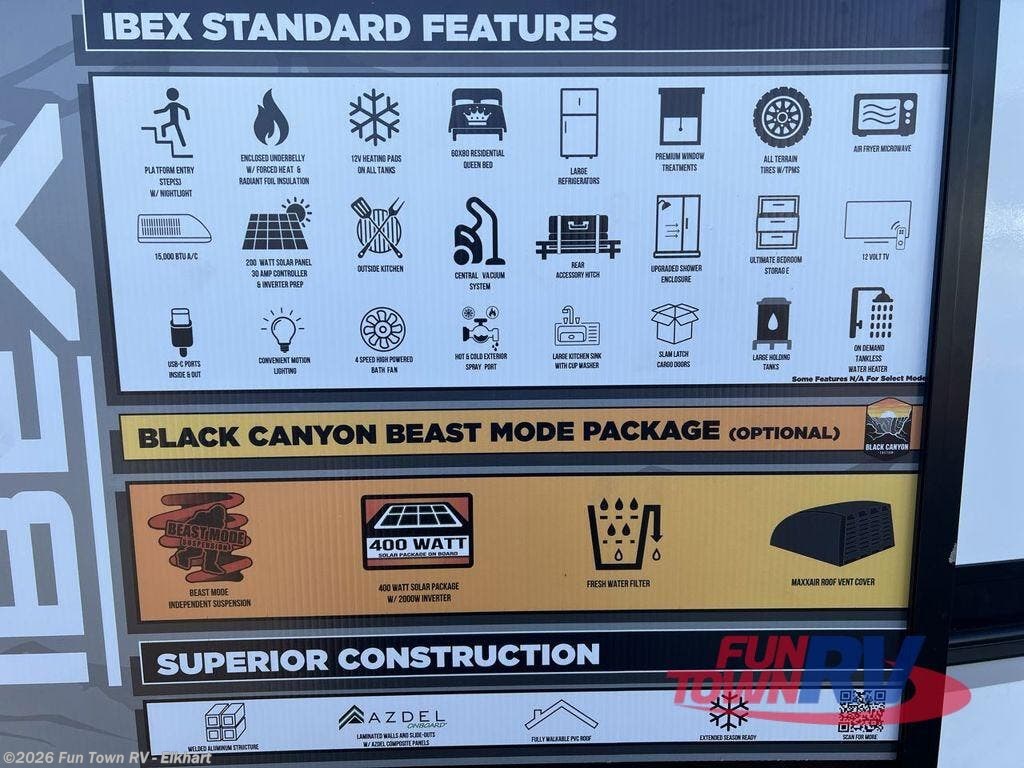 IBEX STANDARD FEATURES
PLATFORM ENTRY
STEP(S)
W/ NIGHTLIGHT
ENCLOSED UNDERBELLY
W/ FORCED HEAT &
RADIANT FOIL INSULATION
12V HEATING PADS
ON ALL TANKS
60X80 RESIDENTIAL
QUEEN BED
LARGE
REFRIGERATORS
PREMIUM WINDOW
TREATMENTS
ALL TERRAIN
TIRES W/TPMS
AIR FRYER MICROWAVE
15,000 BTU A/C
200 WATT SOLAR PANEL
30 AMP CONTROLLER
& INVERTER PREP
OUTSIDE KITCHEN
CENTRAL VACUUM
SYSTEM
REAR
ACCESSORY HITCH
UPGRADED SHOWER
ENCLOSURE
ULTIMATE BEDROOM
STORAGE
12 VOLT TV
USB-C PORTS
INSIDE & OUT
CONVENIENT MOTION
LIGHTING
4 SPEED HIGH POWERED
BATH FAN
HOT & COLD EXTERIOR
SPRAY PORT
LARGE KITCHEN SINK
WITH CUP WASHER
SLAM LATCH
CARGO DOORS
LARGE HOLDING
TANKS
ON DEMAND
TANKLESS
WATER HEATER
Some Features N/A For Select Mode
BLACK CANYON BEAST MODE PACKAGE (OPTIONAL)
BLACK CANYON
BEAST MODE
SUSPENSION
BEAST MODE
INDEPENDENT SUSPENSION
400 WATT
SOLAR PACKAGE ON BOARD
400 WATT SOLAR PACKAGE
W/ 2000W INVERTER
FRESH WATER FILTER
MAXXAIR ROOF VENT COVER
SUPERIOR CONSTRUCTION
WELDED ALUMINUM STRUCTURE
AZDEL
ONBOARD
LAMINATED WALLS AND SLIDE-OUTS
W/ AZDEL COMPOSITE PANELS
FULLY WALKABLE PVC ROOF
EXTENDED SEASON READY
SCAN FOR MORE
IBEX
FUN
TOWN RV
©2026 Fun Town RV - Elkhart